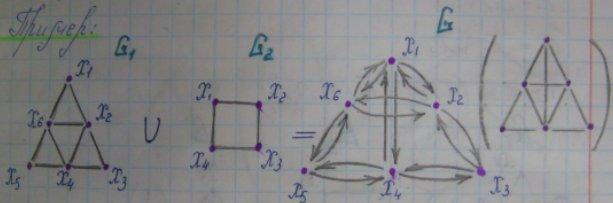 Пример:
G₁ G₂ G
X₁ X₁ X₂ X₁
X₆ X₂ ∪ X₄ X₃ = X₆ X₂
X₅ X₄ X₃ X₅ X₄ X₃